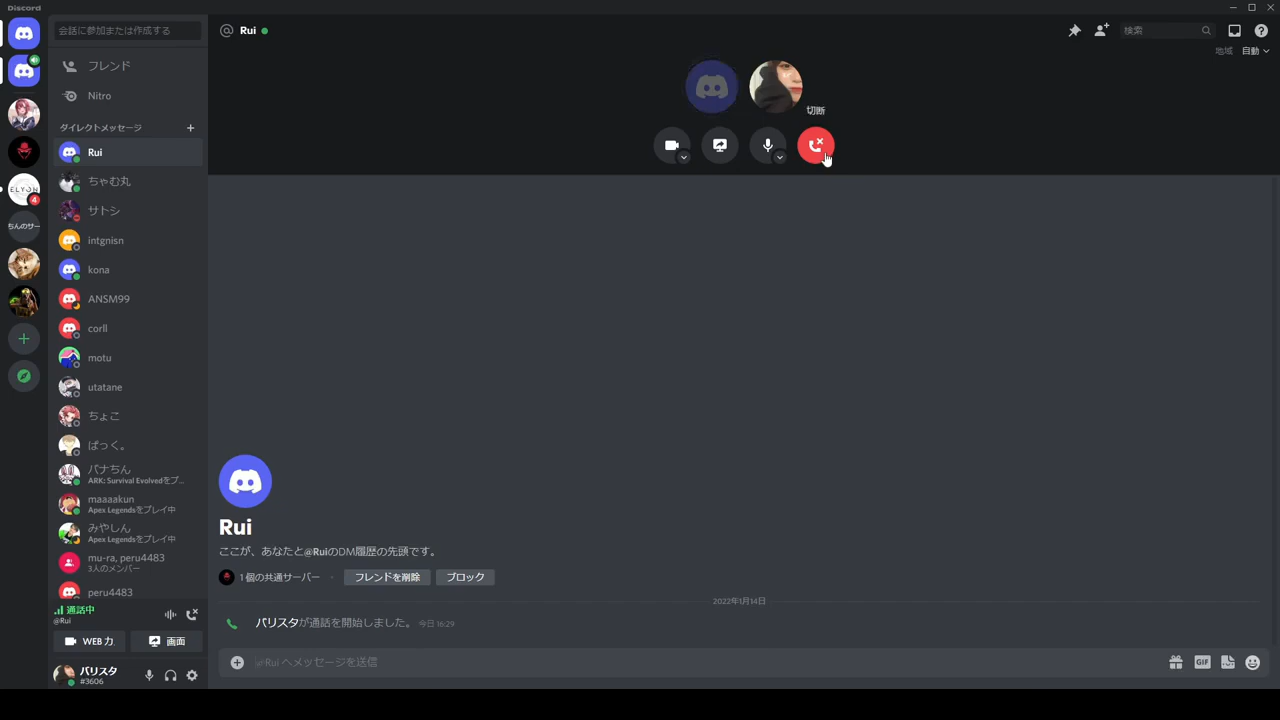 Discord
会話に参加または作成する
フレンド
Nitro
ダイレクトメッセージ
Rui
ちゃむ丸
サトシ
intgnisn
kona
ANSM99
corll
motu
utatane
ちょこ
ぱっく。
バナちん
ARK: Survival Evolvedをプ...
maaaakun
Apex Legendsをプレイ中
みやしん
Apex Legendsをプレイ中
mu-ra, peru4483
3人のメンバー
peru4483
通話中
@Rui
WEB カ.
画面
バリスタ
#3606
ELYON
4
ちんのサー
@ Rui
検索
地域 自動
切断
Rui
ここが、あなたと@RuiのDM履歴の先頭です。
1個の共通サーバー
フレンドを削除
ブロック
2022年1月14日
バリスタが通話を開始しました。 今日 16:29
@Rui へメッセージを送信
GIF